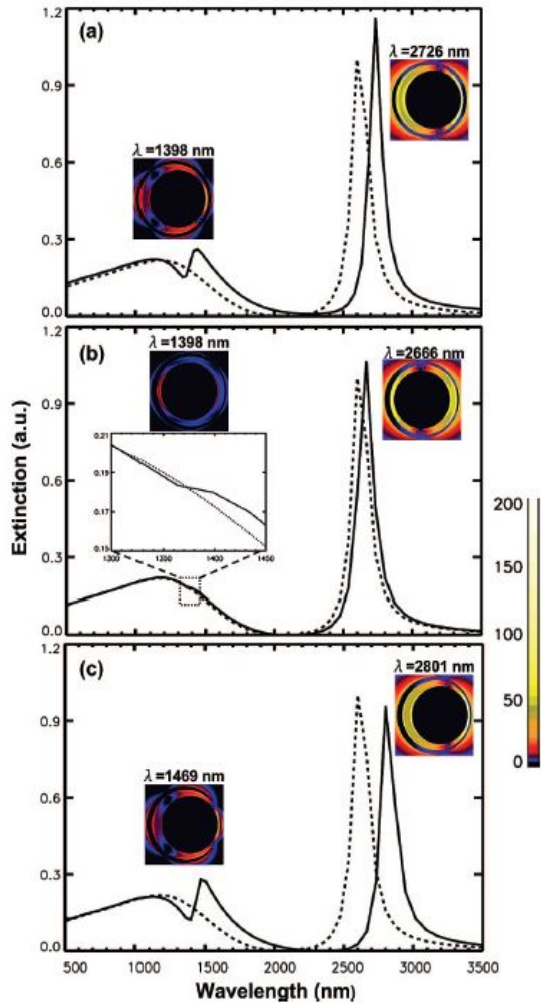 1.2
(a)
λ=2726 nm
0.9
λ=1398 nm
0.6
0.3
0.0
1.2
(b)
λ=1398 nm
λ=2666 nm
0.9
0.21
0.19
0.17
0.15
1300 1350 1400 1450
0.6
0.3
0.0
Extinction (a.u.)
200
150
100
50
0
1.2
(c)
λ=2801 nm
0.9
λ=1469 nm
0.6
0.3
0.0
500 1000 1500 2000 2500 3000 3500
Wavelength (nm)